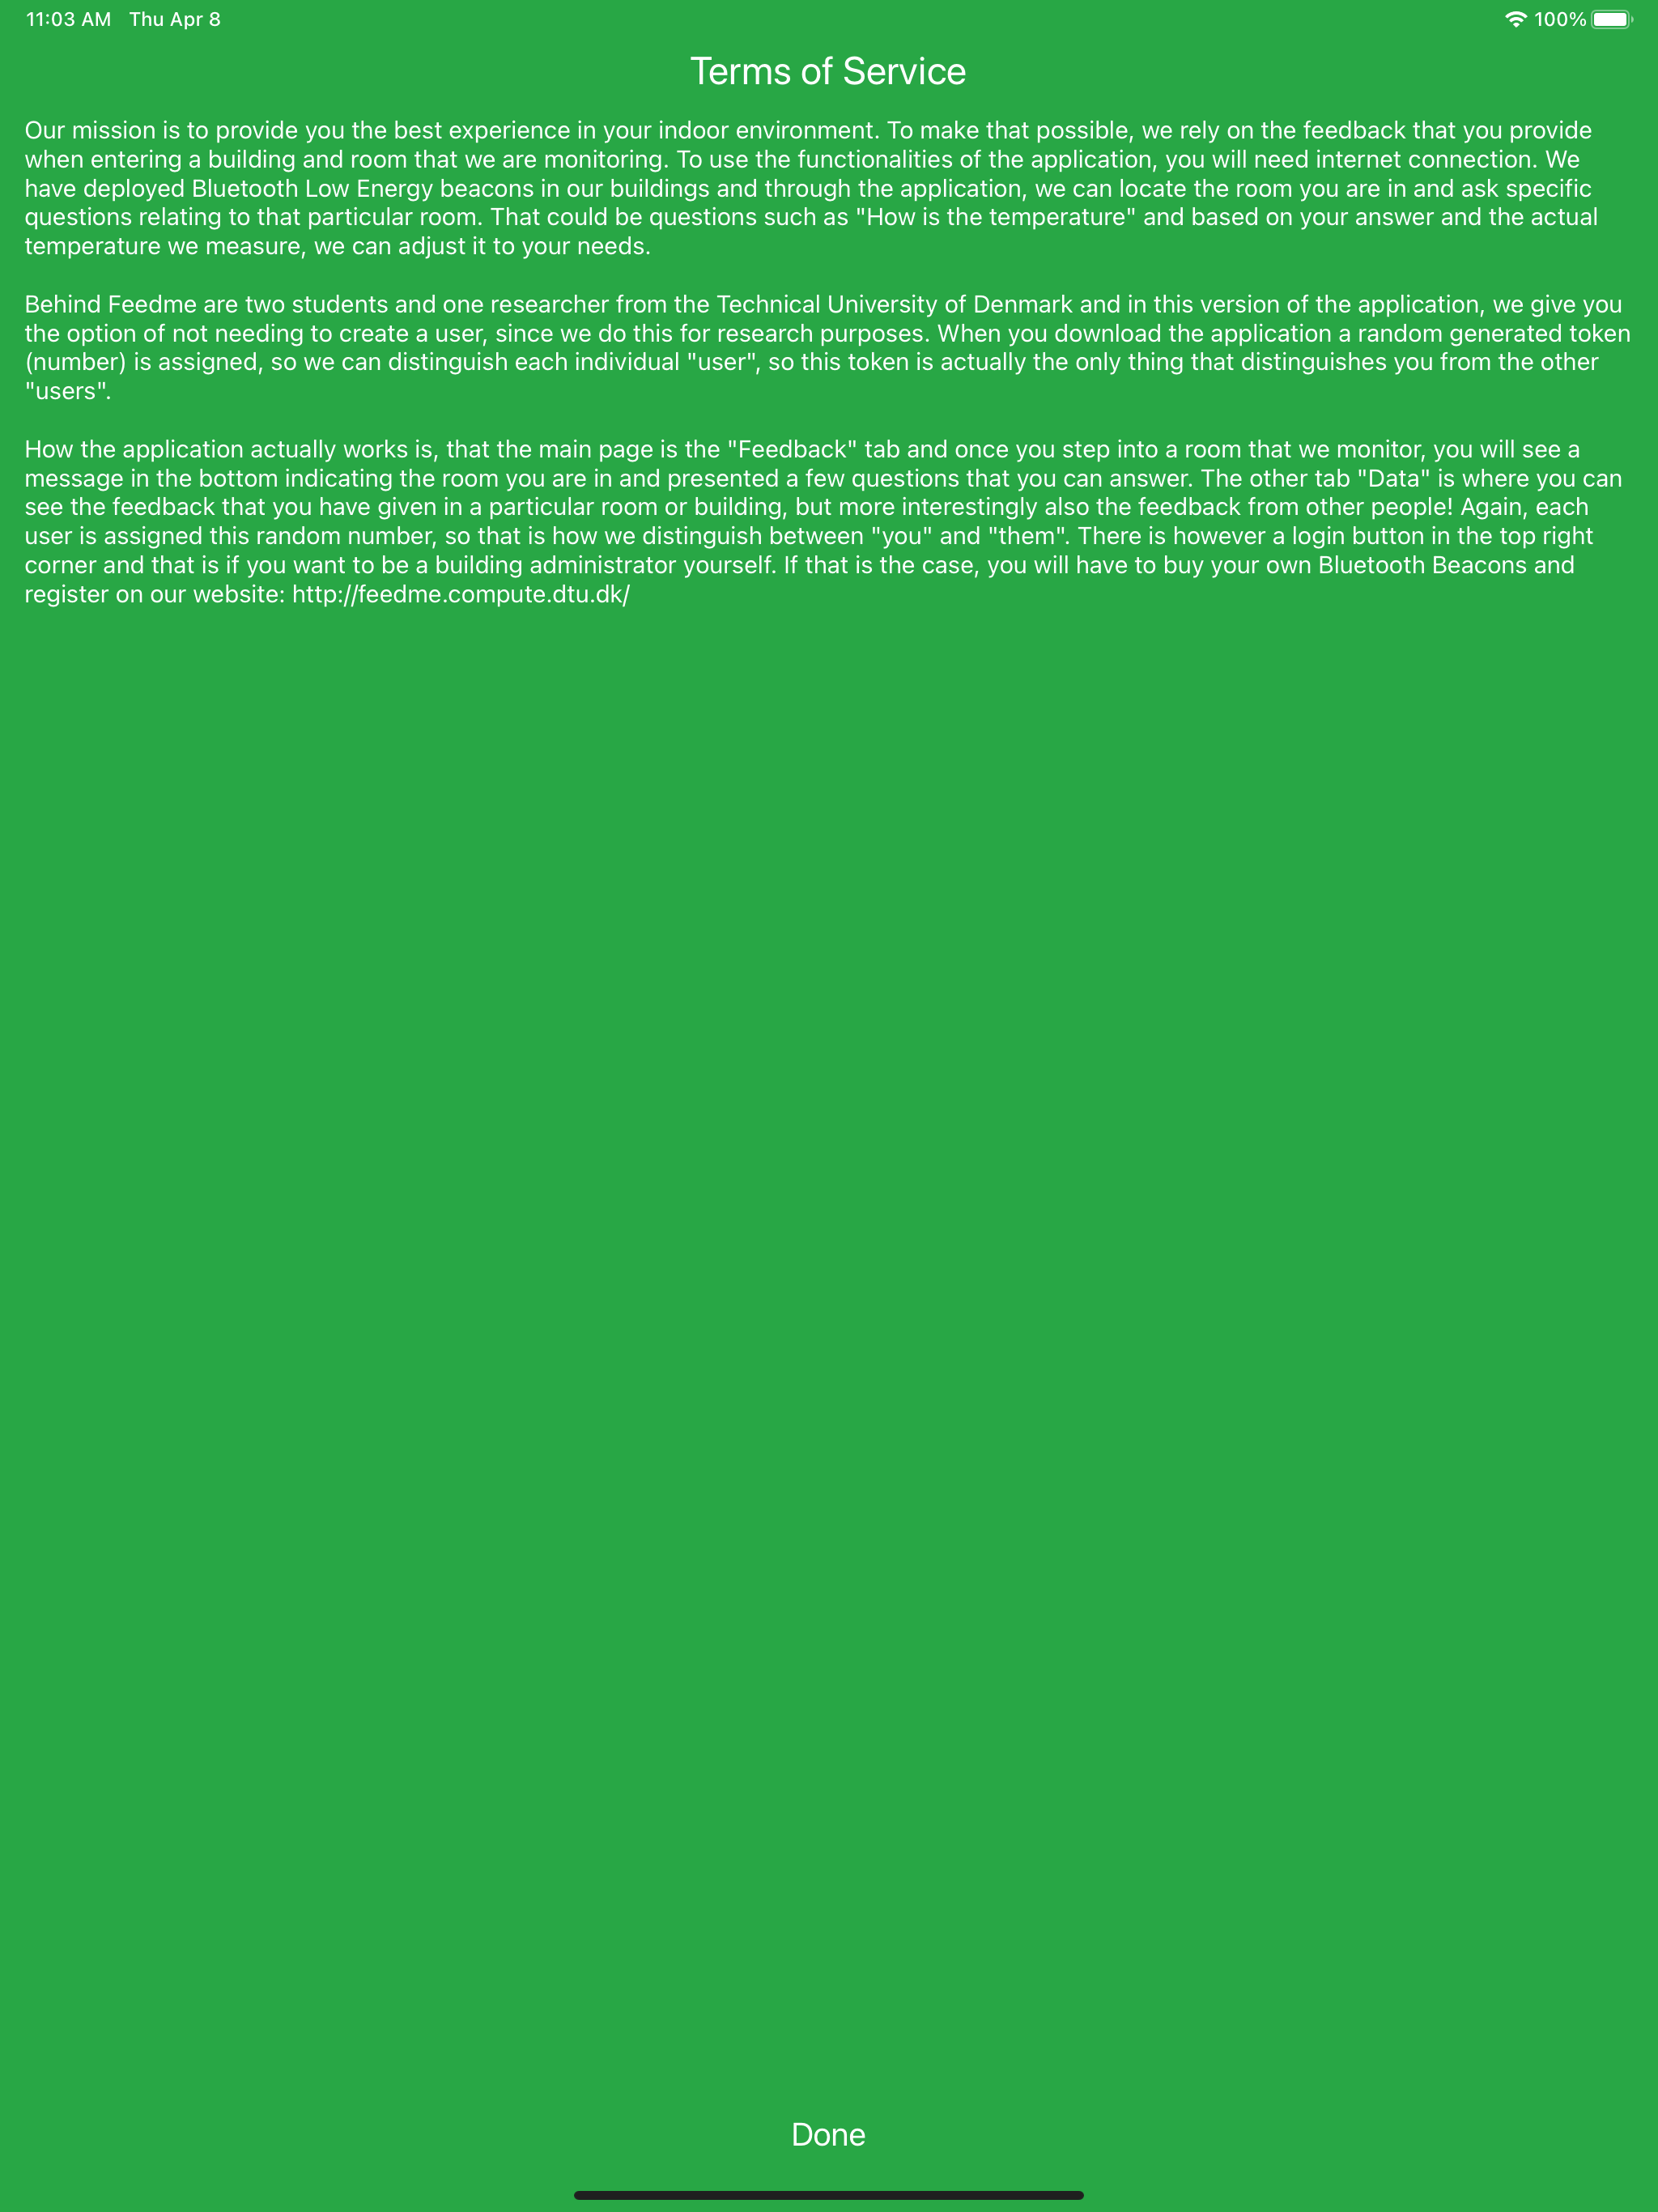 11:03 AM Thu Apr 8
100%
Terms of Service
Our mission is to provide you the best experience in your indoor environment. To make that possible, we rely on the feedback that you provide
when entering a building and room that we are monitoring. To use the functionalities of the application, you will need internet connection. We
have deployed Bluetooth Low Energy beacons in our buildings and through the application, we can locate the room you are in and ask specific
questions relating to that particular room. That could be questions such as "How is the temperature" and based on your answer and the actual
temperature we measure, we can adjust it to your needs.
Behind Feedme are two students and one researcher from the Technical University of Denmark and in this version of the application, we give you
the option of not needing to create a user, since we do this for research purposes. When you download the application a random generated token
(number) is assigned, so we can distinguish each individual "user", so this token is actually the only thing that distinguishes you from the other
"users".
How the application actually works is, that the main page is the "Feedback" tab and once you step into a room that we monitor, you will see a
message in the bottom indicating the room you are in and presented a few questions that you can answer. The other tab "Data" is where you can
see the feedback that you have given in a particular room or building, but more interestingly also the feedback from other people! Again, each
user is assigned this random number, so that is how we distinguish between "you" and "them". There is however a login button in the top right
corner and that is if you want to be a building administrator yourself. If that is the case, you will have to buy your own Bluetooth Beacons and
register on our website: http://feedme.compute.dtu.dk/
Done